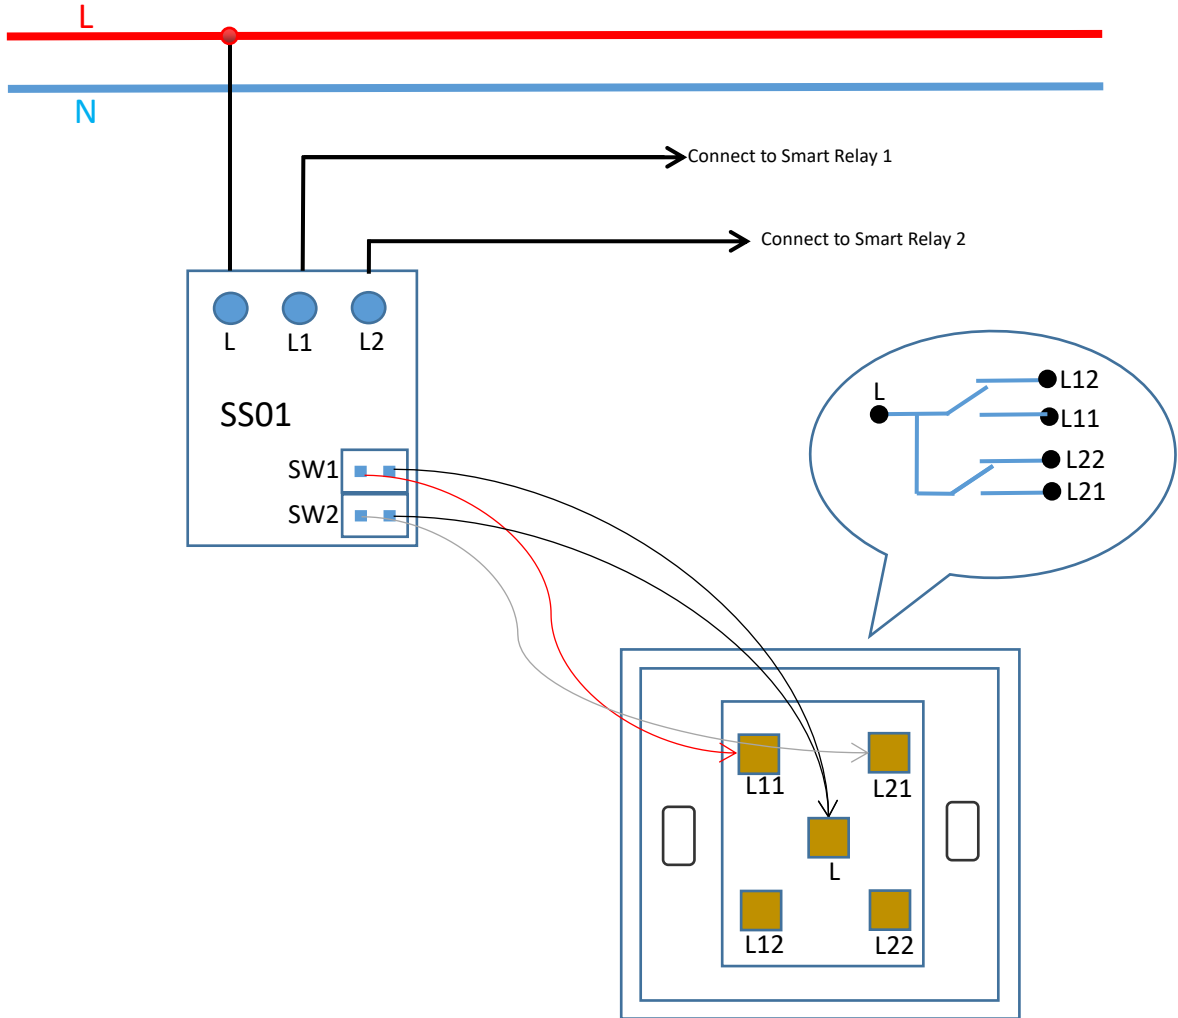 L
N
Connect to Smart Relay 1
Connect to Smart Relay 2
L L1 L2
SS01
SW1
SW2
L
L12
L11
L22
L21
L11
L21
L
L12
L22